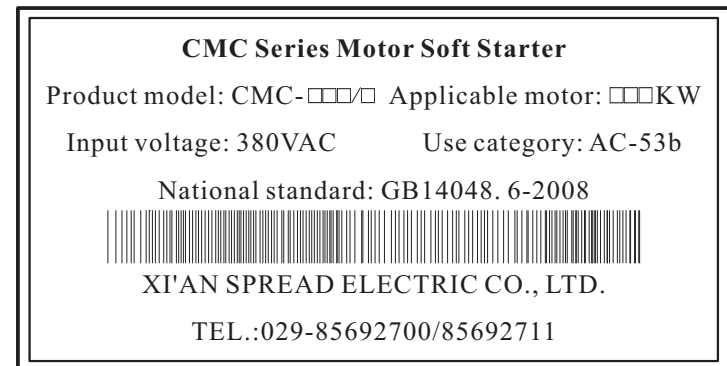 CMC Series Motor Soft Starter
Product model: CMC-□□□/□ Applicable motor: □□□KW
Input voltage: 380VAC Use category: AC-53b
National standard: GB14048. 6-2008
XI'AN SPREAD ELECTRIC CO., LTD.
TEL.:029-85692700/85692711